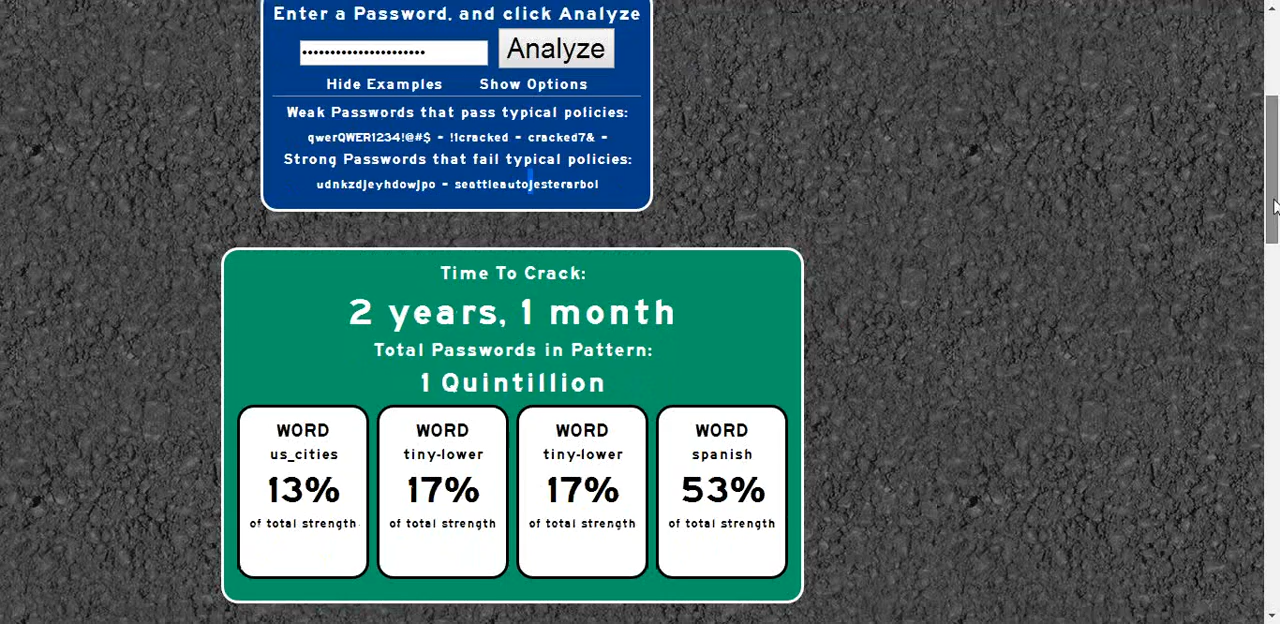 Enter a Password, and click Analyze
••••••••••••••••••••••
Analyze
Hide Examples Show Options
Weak Passwords that pass typical policies:
qwerQWER1234!@#$ - !1cracked - cracked7& -
Strong Passwords that fail typical policies:
udnkzdjeyhdowjpo - seattleautojesterarbol
Time To Crack:
2 years, 1 month
Total Passwords in Pattern:
1 Quintillion
WORD WORD WORD WORD
us_cities tiny-lower tiny-lower spanish
13% 17% 17% 53%
of total strength of total strength of total strength of total strength